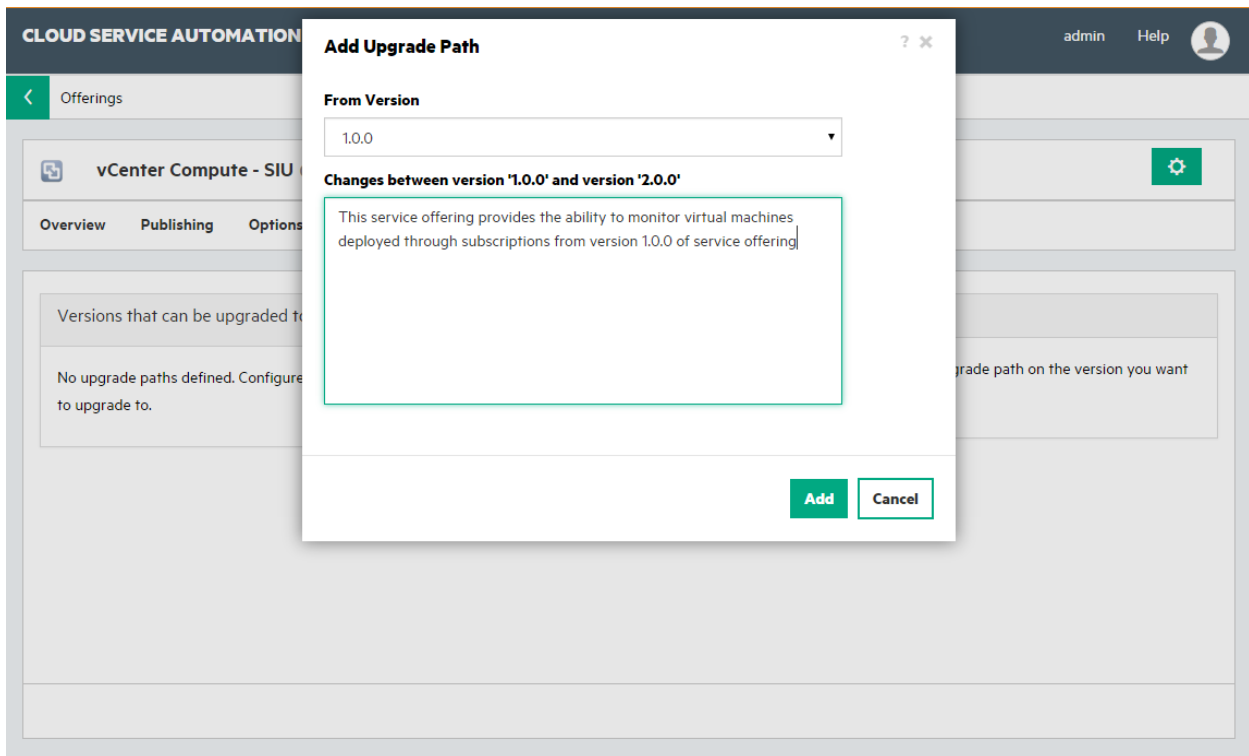 CLOUD SERVICE AUTOMATION
admin Help
Offerings
vCenter Compute - SIU
Overview Publishing Options
Versions that can be upgraded
No upgrade paths defined. Configure
to upgrade to.
path on the version you want
Add Upgrade Path
? ×
From Version
1.0.0
Changes between version '1.0.0' and version '2.0.0'
This service offering provides the ability to monitor virtual machines
deployed through subscriptions from version 1.0.0 of service offering
Add Cancel